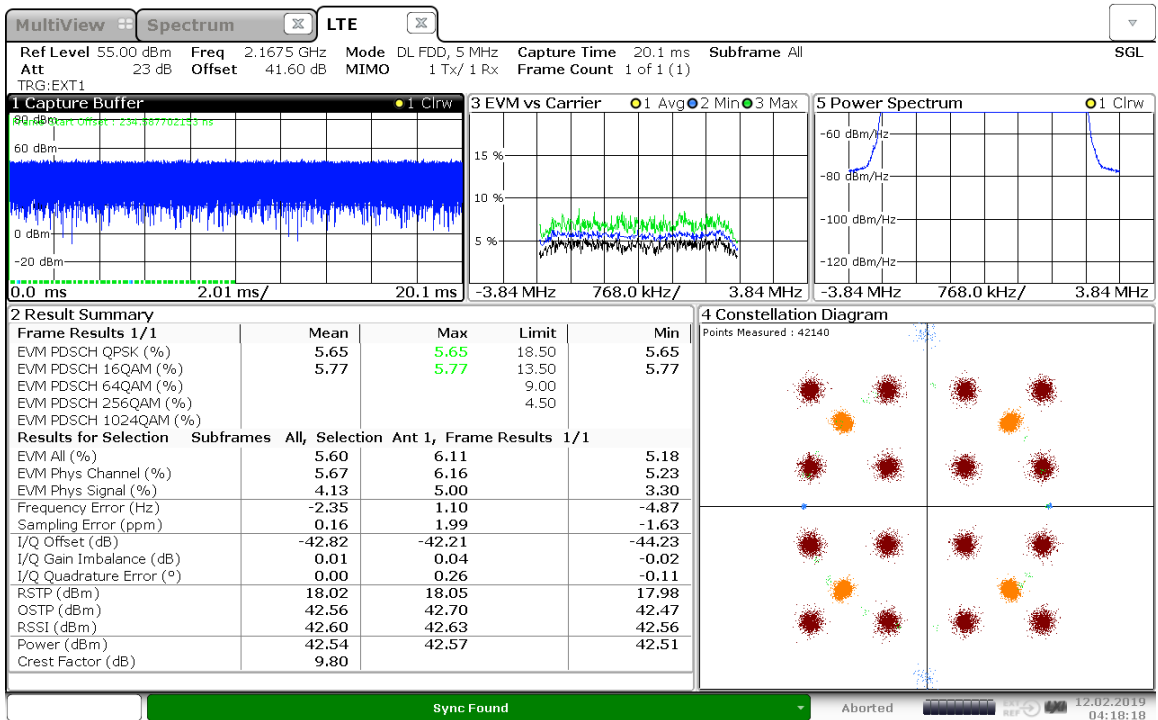 MultiView Spectrum LTE
Ref Level 55.00 dBm Freq 2.1675 GHz Mode DL FDD, 5 MHz Capture Time 20.1 ms Subframe All SGL
Att 23 dB Offset 41.60 dB MIMO 1 Tx/ 1 Rx Frame Count 1 of 1 (1)
TRG:EXT1
1 Capture Buffer 1 Clrw
80 dBm
Frame Start Offset : 234.587702153 ns
60 dBm
0 dBm
-20 dBm
0.0 ms 2.01 ms/ 20.1 ms
3 EVM vs Carrier 1 Avg 2 Min 3 Max
15 %
10 %
5 %
-3.84 MHz 768.0 kHz/ 3.84 MHz
5 Power Spectrum 1 Clrw
-60 dBm/Hz
-80 dBm/Hz
-100 dBm/Hz
-120 dBm/Hz
-3.84 MHz 768.0 kHz/ 3.84 MHz
2 Result Summary
Frame Results 1/1 Mean Max Limit Min
EVM PDSCH QPSK (%) 5.65 5.65 18.50 5.65
EVM PDSCH 16QAM (%) 5.77 5.77 13.50 5.77
EVM PDSCH 64QAM (%) 9.00
EVM PDSCH 256QAM (%) 4.50
EVM PDSCH 1024QAM (%)
Results for Selection Subframes All, Selection Ant 1, Frame Results 1/1
EVM All (%) 5.60 6.11 5.18
EVM Phys Channel (%) 5.67 6.16 5.23
EVM Phys Signal (%) 4.13 5.00 3.30
Frequency Error (Hz) -2.35 1.10 -4.87
Sampling Error (ppm) 0.16 1.99 -1.63
I/Q Offset (dB) -42.82 -42.21 -44.23
I/Q Gain Imbalance (dB) 0.01 0.04 -0.02
I/Q Quadrature Error (°) 0.00 0.26 -0.11
RSTP (dBm) 18.02 18.05 17.98
OSTP (dBm) 42.56 42.70 42.47
RSSI (dBm) 42.60 42.63 42.56
Power (dBm) 42.54 42.57 42.51
Crest Factor (dB) 9.80
4 Constellation Diagram
Points Measured : 42140
Sync Found Aborted EXT REF 12.02.2019
04:18:18